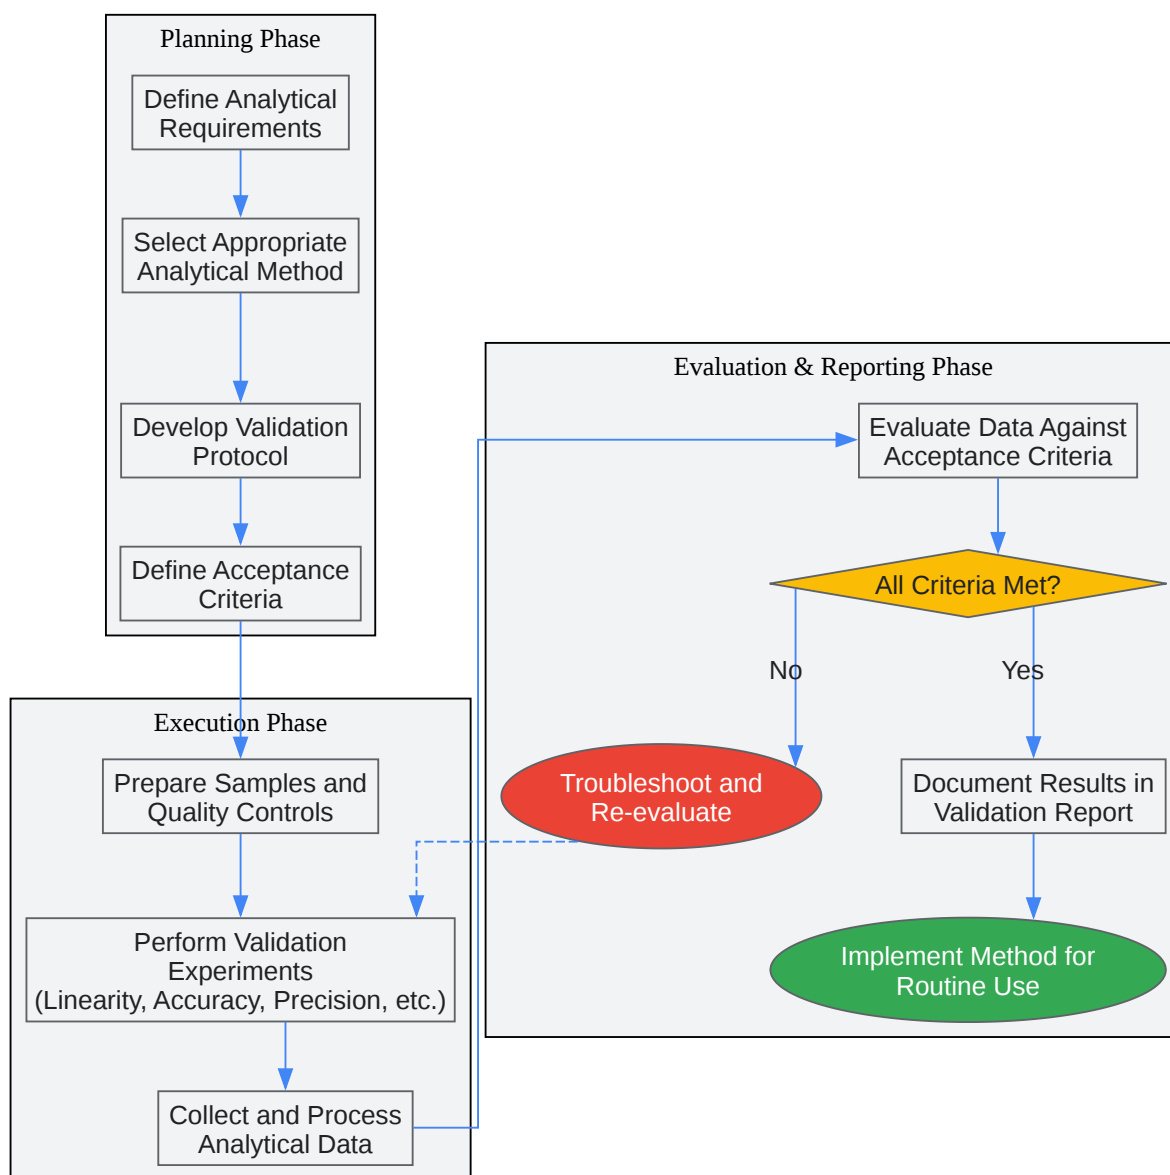 Planning Phase
Define Analytical
Requirements
Select Appropriate
Analytical Method
Develop Validation
Protocol
Define Acceptance
Criteria
Execution Phase
Prepare Samples and
Quality Controls
Perform Validation
Experiments
(Linearity, Accuracy, Precision, etc.)
Collect and Process
Analytical Data
Evaluation & Reporting Phase
Evaluate Data Against
Acceptance Criteria
All Criteria Met?
No
Yes
Troubleshoot and
Re-evaluate
Document Results in
Validation Report
Implement Method for
Routine Use